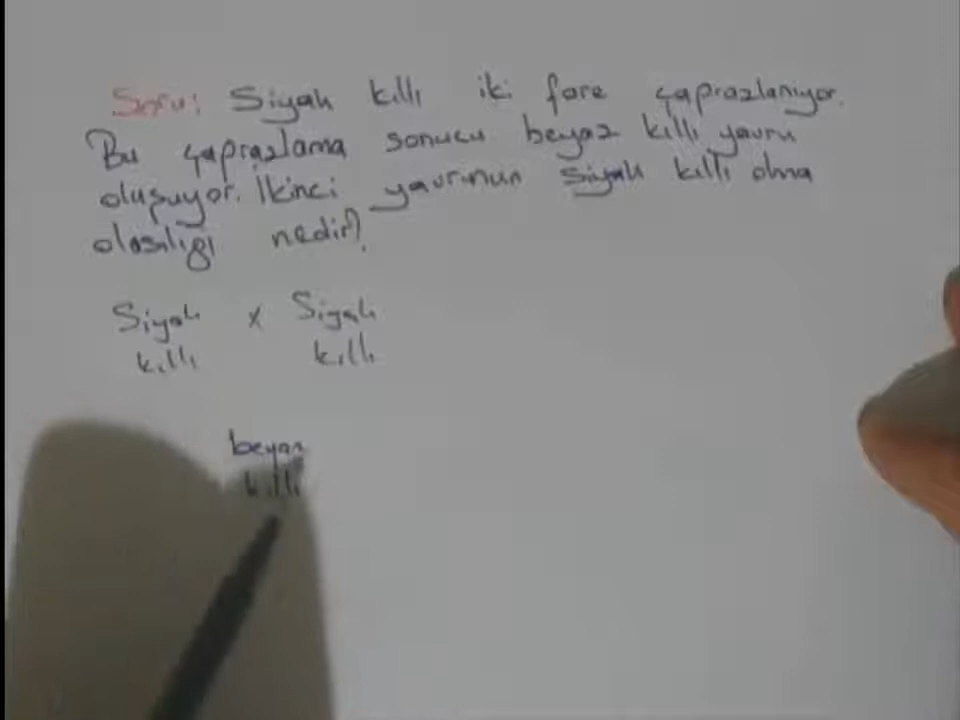 Soru: Siyah kıllı iki fare çaprazlanıyor.
Bu çaprazlama sonucu beyaz kıllı yavru
oluşuyor. İkinci yavrunun siyah kıllı olma
olasılığı nedir?
Siyah x Siyah
kıllı kıllı
beyaz
kıllı